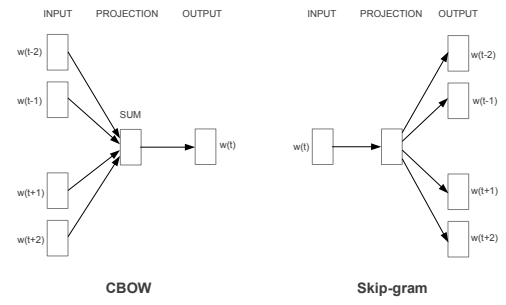 INPUT PROJECTION OUTPUT
w(t-2)
w(t-1)
SUM
w(t)
w(t+1)
w(t+2)
CBOW
INPUT PROJECTION OUTPUT
w(t-2)
w(t-1)
w(t)
w(t+1)
w(t+2)
Skip-gram